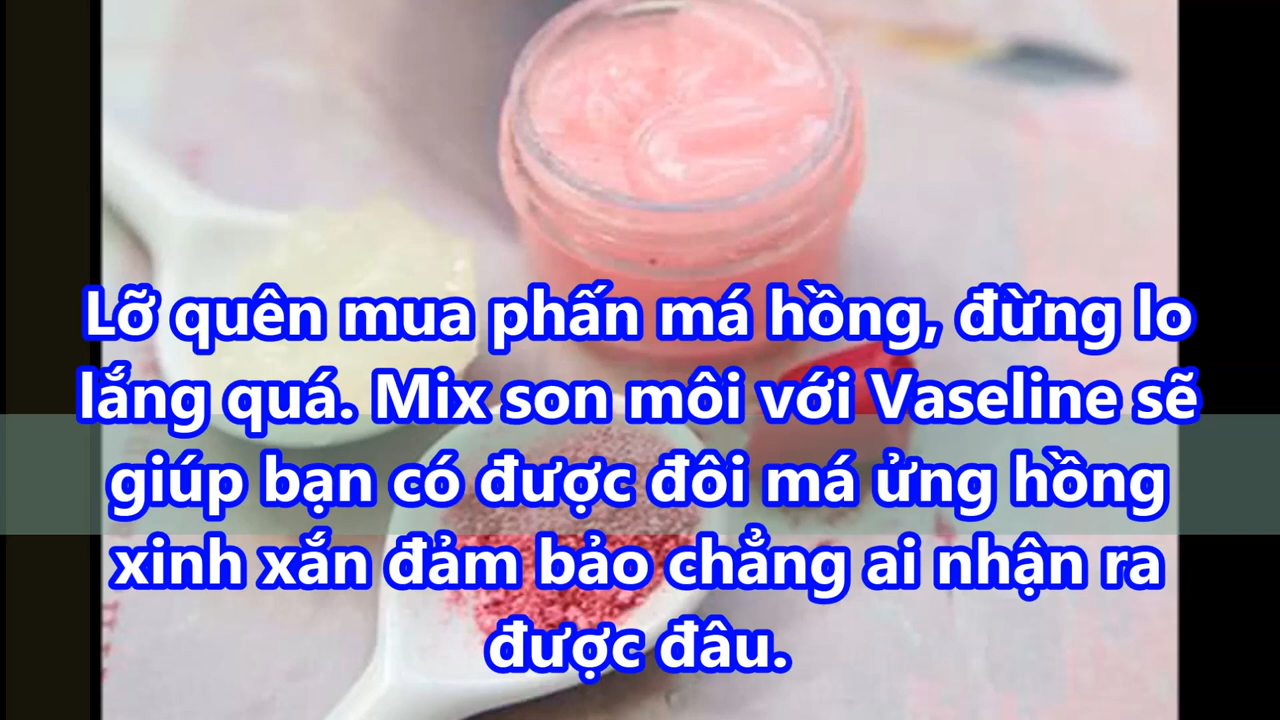 Lỡ quên mua phấn má hồng, đừng lo
lắng quá. Mix son môi với Vaseline sẽ
giúp bạn có được đôi má ửng hồng
xinh xắn đảm bảo chẳng ai nhận ra
được đâu.